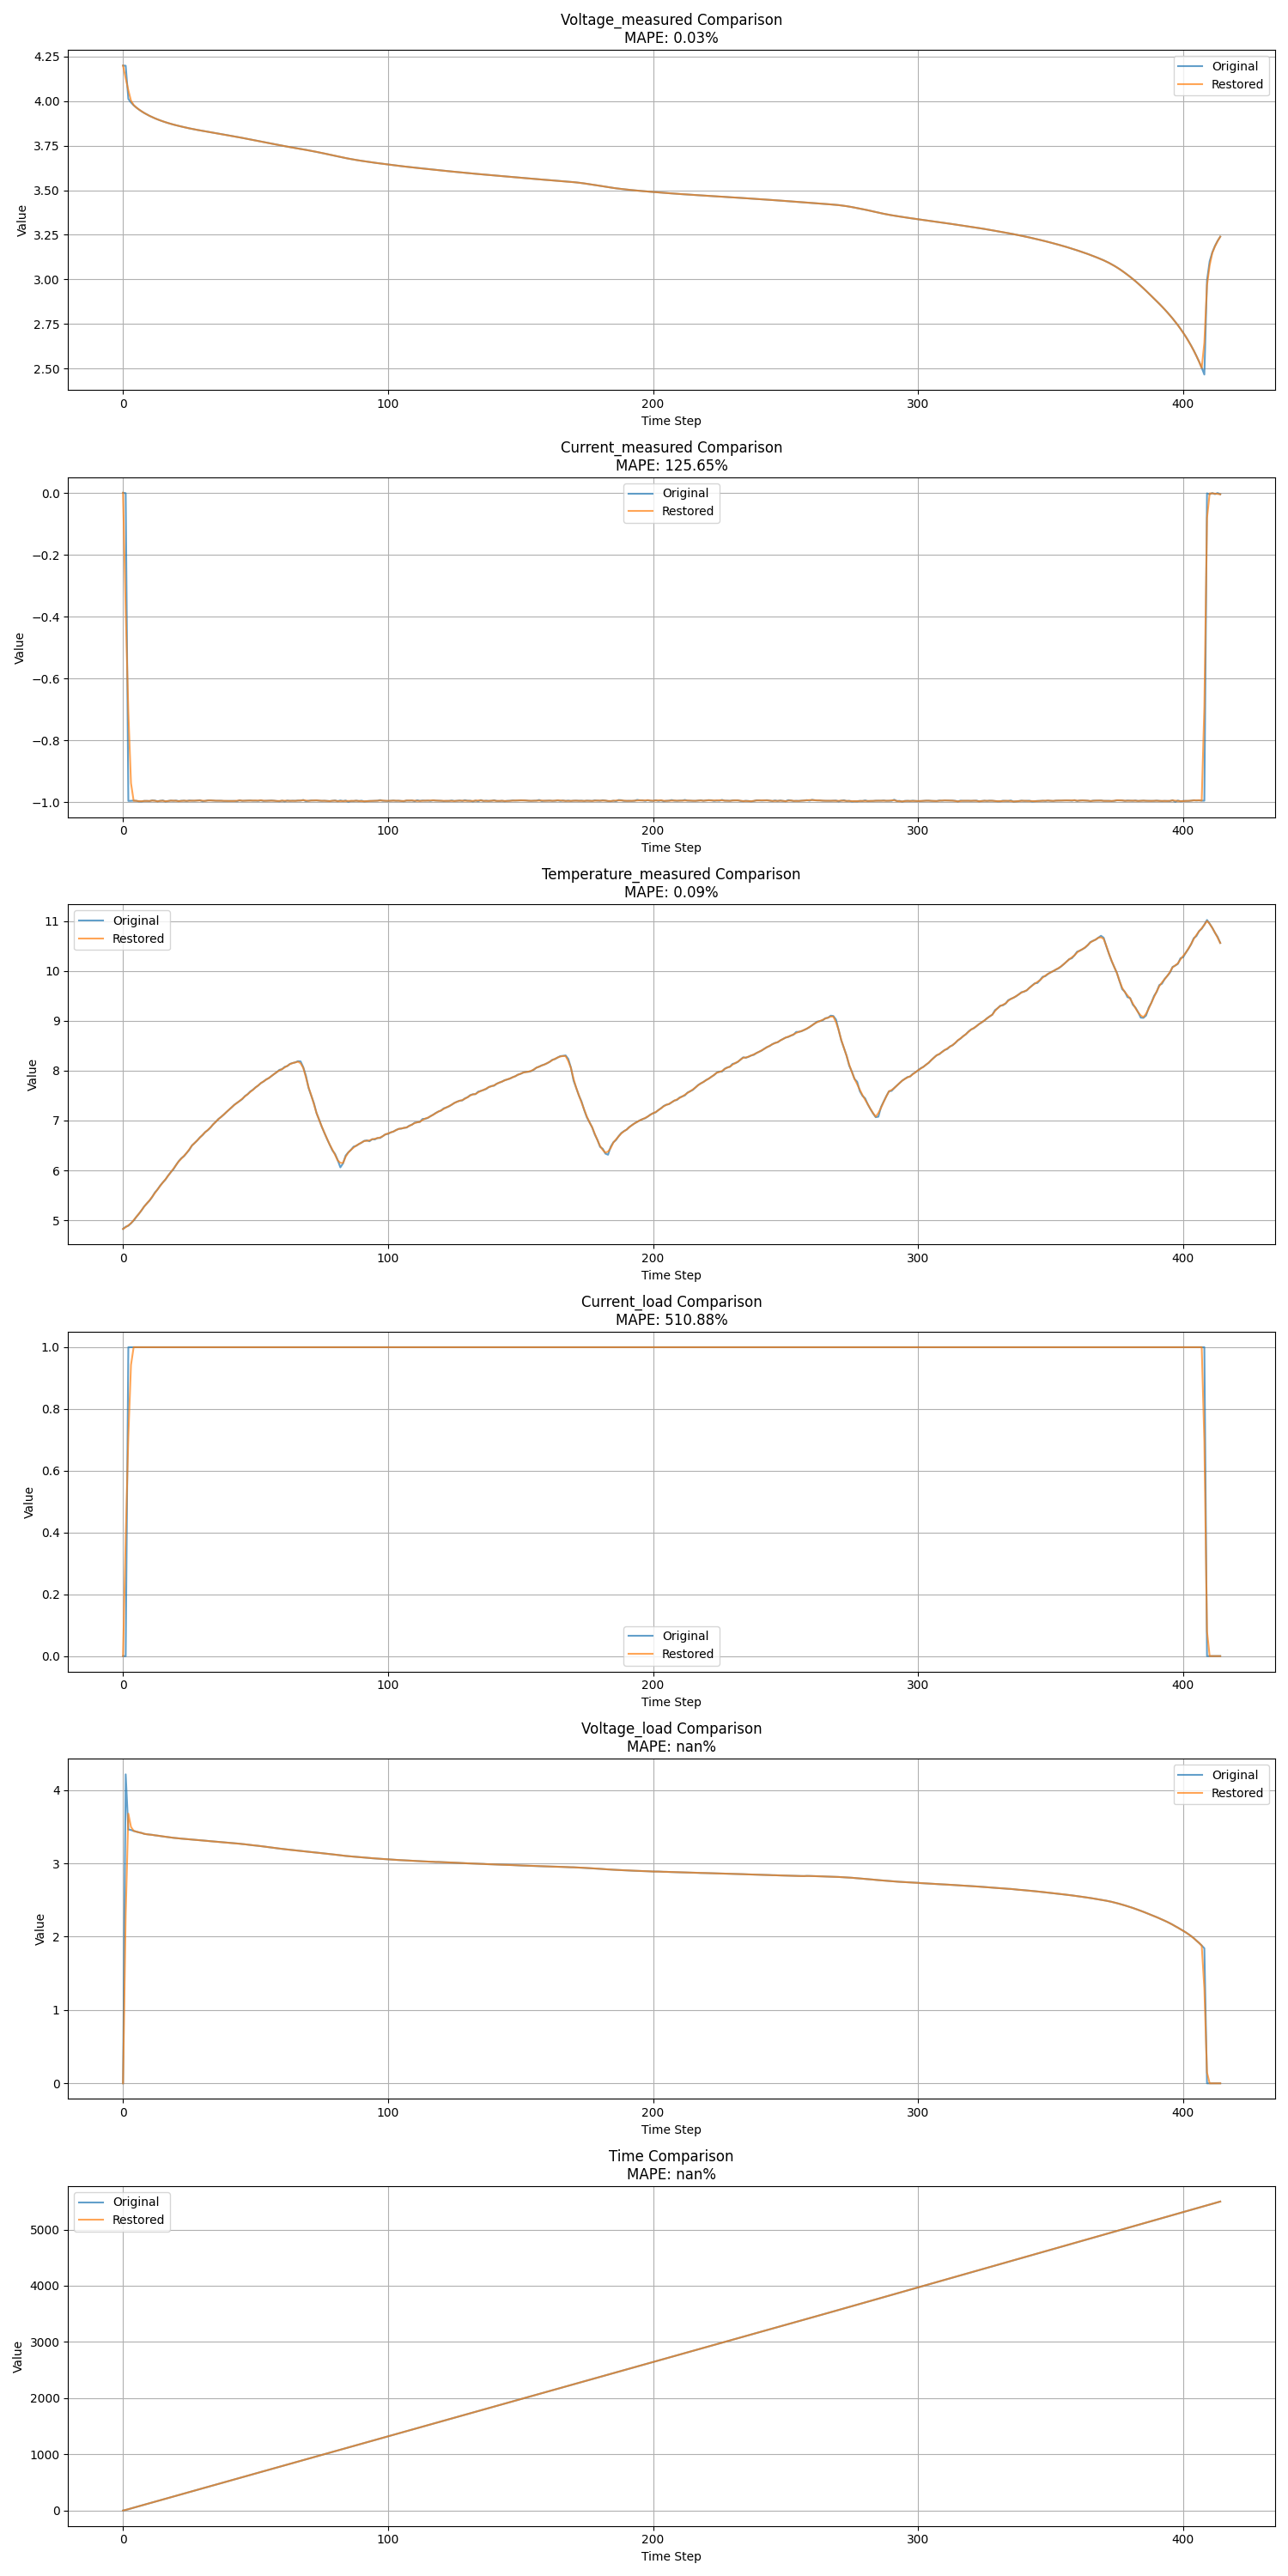 Voltage_measured Comparison
MAPE: 0.03%
4.25
4.00
3.75
3.50
3.25
3.00
2.75
2.50
Value
Original
Restored
0 100 200 300 400
Time Step
Current_measured Comparison
MAPE: 125.65%
0.0
−0.2
−0.4
−0.6
−0.8
−1.0
Value
Original
Restored
0 100 200 300 400
Time Step
Temperature_measured Comparison
MAPE: 0.09%
11
10
9
8
7
6
5
Value
Original
Restored
0 100 200 300 400
Time Step
Current_load Comparison
MAPE: 510.88%
1.0
0.8
0.6
0.4
0.2
0.0
Value
Original
Restored
0 100 200 300 400
Time Step
Voltage_load Comparison
MAPE: nan%
4
3
2
1
0
Value
Original
Restored
0 100 200 300 400
Time Step
Time Comparison
MAPE: nan%
5000
4000
3000
2000
1000
0
Value
Original
Restored
0 100 200 300 400
Time Step